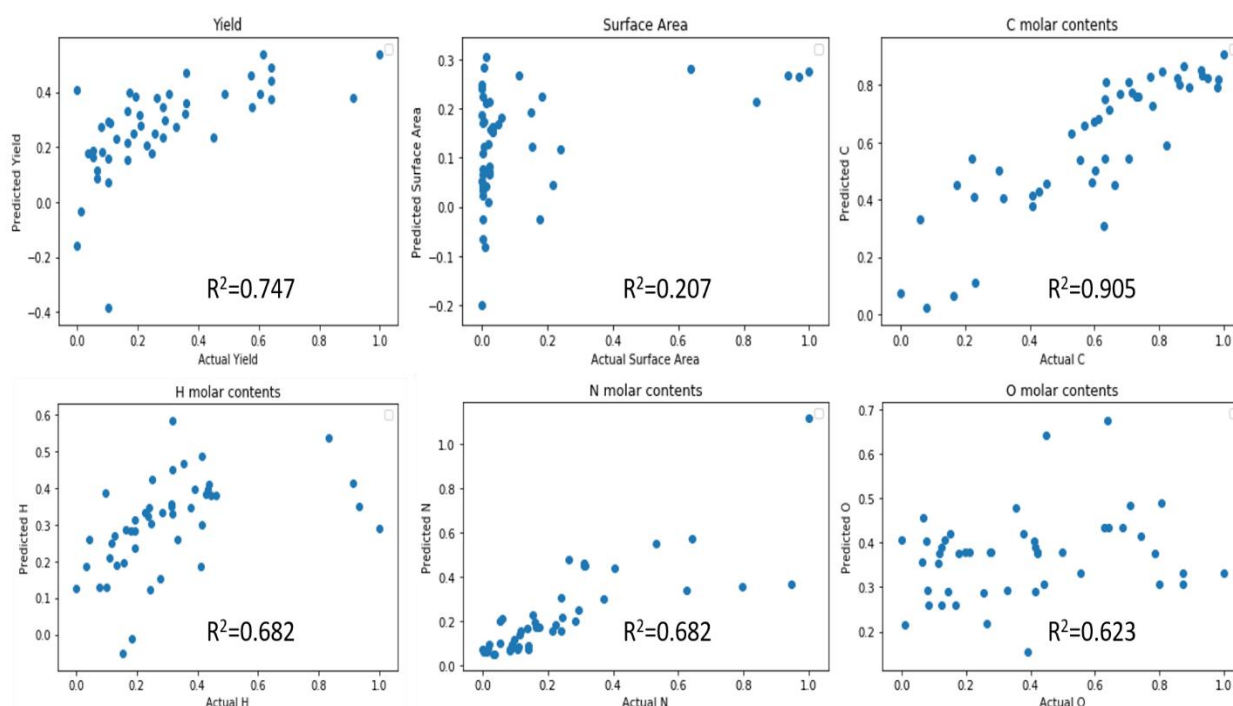 Yield
Predicted Yield
0.4
0.2
0.0
−0.2
−0.4
R²=0.747
0.0 0.2 0.4 0.6 0.8 1.0
Actual Yield
Surface Area
Predicted Surface Area
0.3
0.2
0.1
0.0
−0.1
−0.2
R²=0.207
0.0 0.2 0.4 0.6 0.8 1.0
Actual Surface Area
C molar contents
Predicted C
0.8
0.6
0.4
0.2
0.0
R²=0.905
0.0 0.2 0.4 0.6 0.8 1.0
Actual C
H molar contents
Predicted H
0.6
0.5
0.4
0.3
0.2
0.1
0.0
R²=0.682
0.0 0.2 0.4 0.6 0.8 1.0
Actual H
N molar contents
Predicted N
1.0
0.8
0.6
0.4
0.2
0.0
R²=0.682
0.0 0.2 0.4 0.6 0.8 1.0
Actual N
O molar contents
Predicted O
0.7
0.6
0.5
0.4
0.3
0.2
R²=0.623
0.0 0.2 0.4 0.6 0.8 1.0
Actual O